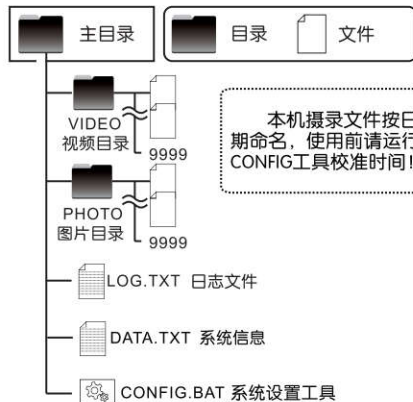 主目录
目录
文件
VIDEO
视频目录
9999
本机摄录文件按日
期命名，使用前请运行
CONFIG工具校准时间!
PHOTO
图片目录
9999
LOG.TXT 日志文件
DATA.TXT 系统信息
CONFIG.BAT 系统设置工具